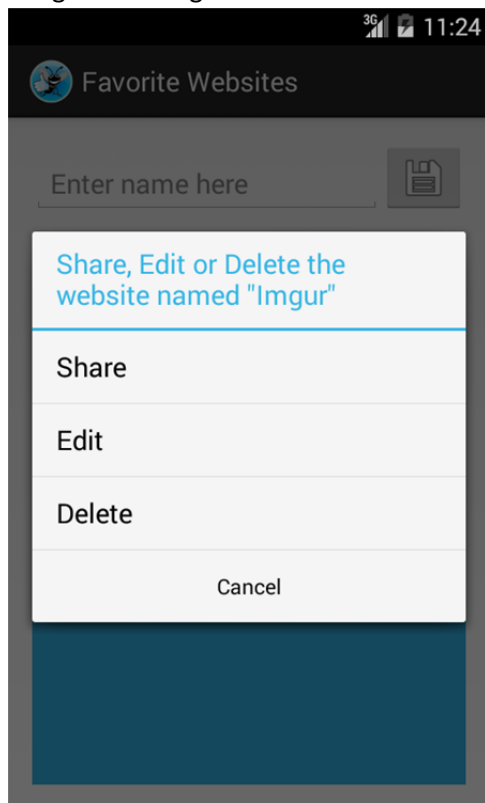 3G 11:24
Favorite Websites
Enter name here
Share, Edit or Delete the
website named "Imgur"
Share
Edit
Delete
Cancel